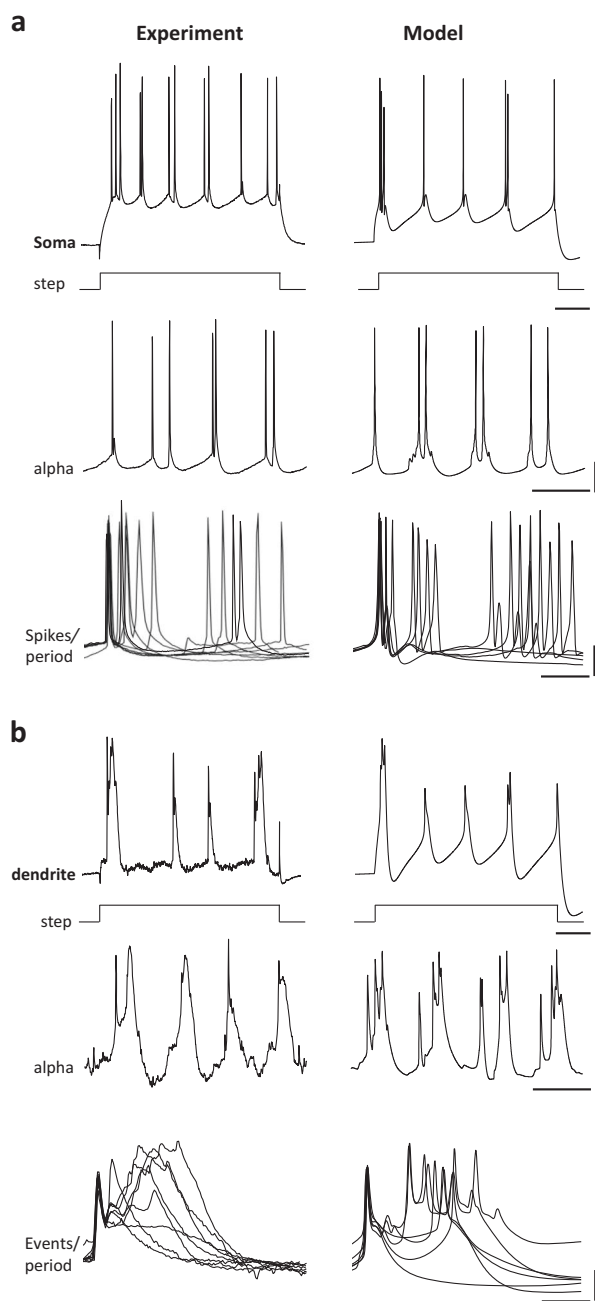 a
Experiment Model
Soma
step
alpha
Spikes/
period
b
dendrite
step
alpha
Events/
period